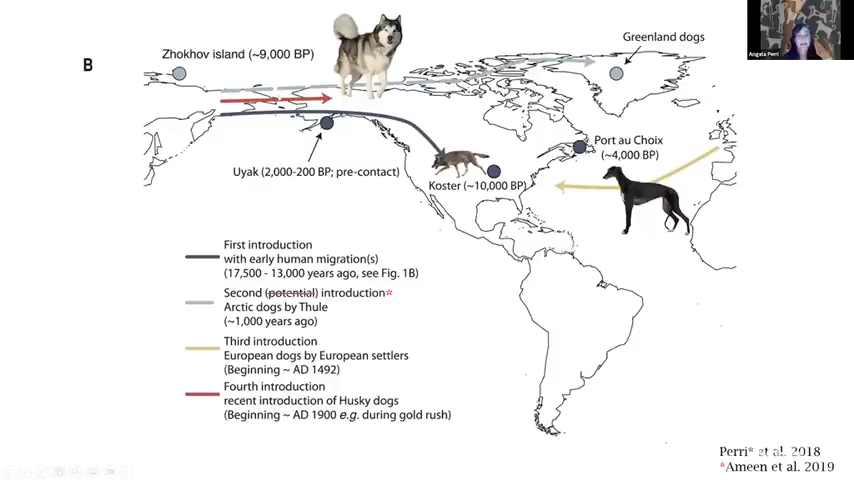 B
Zhokhov island (~9,000 BP)
Greenland dogs
Angela Perri
Port au Choix
(~4,000 BP)
Uyak (2,000-200 BP; pre-contact)
Koster (~10,000 BP)
First introduction
with early human migration(s)
(17,500 - 13,000 years ago, see Fig. 1B)
Second (potential) introduction*
Arctic dogs by Thule
(~1,000 years ago)
Third introduction
European dogs by European settlers
(Beginning ~ AD 1492)
Fourth introduction
recent introduction of Husky dogs
(Beginning ~ AD 1900 e.g. during gold rush)
Perri* et al. 2018
*Ameen et al. 2019